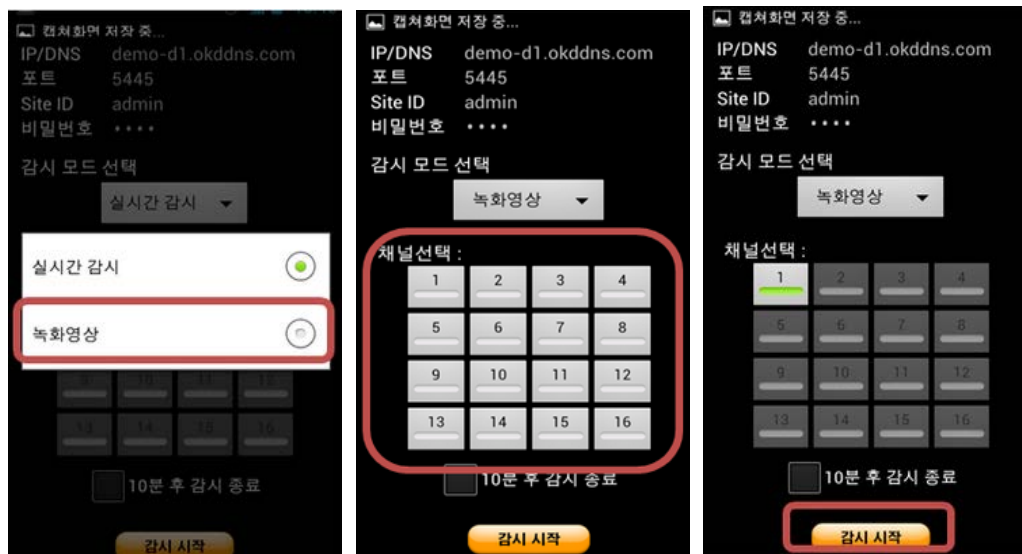 캡쳐화면 저장 중...
IP/DNS demo-d1.okddns.com
포트 5445
Site ID admin
비밀번호 ••••
감시 모드 선택
실시간 감시
실시간 감시
녹화영상
9 10 11 12
13 14 15 16
10분 후 감시 종료
감시 시작
캡쳐화면 저장 중...
IP/DNS demo-d1.okddns.com
포트 5445
Site ID admin
비밀번호 ••••
감시 모드 선택
녹화영상
채널선택 :
1 2 3 4
5 6 7 8
9 10 11 12
13 14 15 16
10분 후 감시 종료
감시 시작
캡쳐화면 저장 중...
IP/DNS demo-d1.okddns.com
포트 5445
Site ID admin
비밀번호 ••••
감시 모드 선택
녹화영상
채널선택 :
1 2 3 4
5 6 7 8
9 10 11 12
13 14 15 16
10분 후 감시 종료
감시 시작